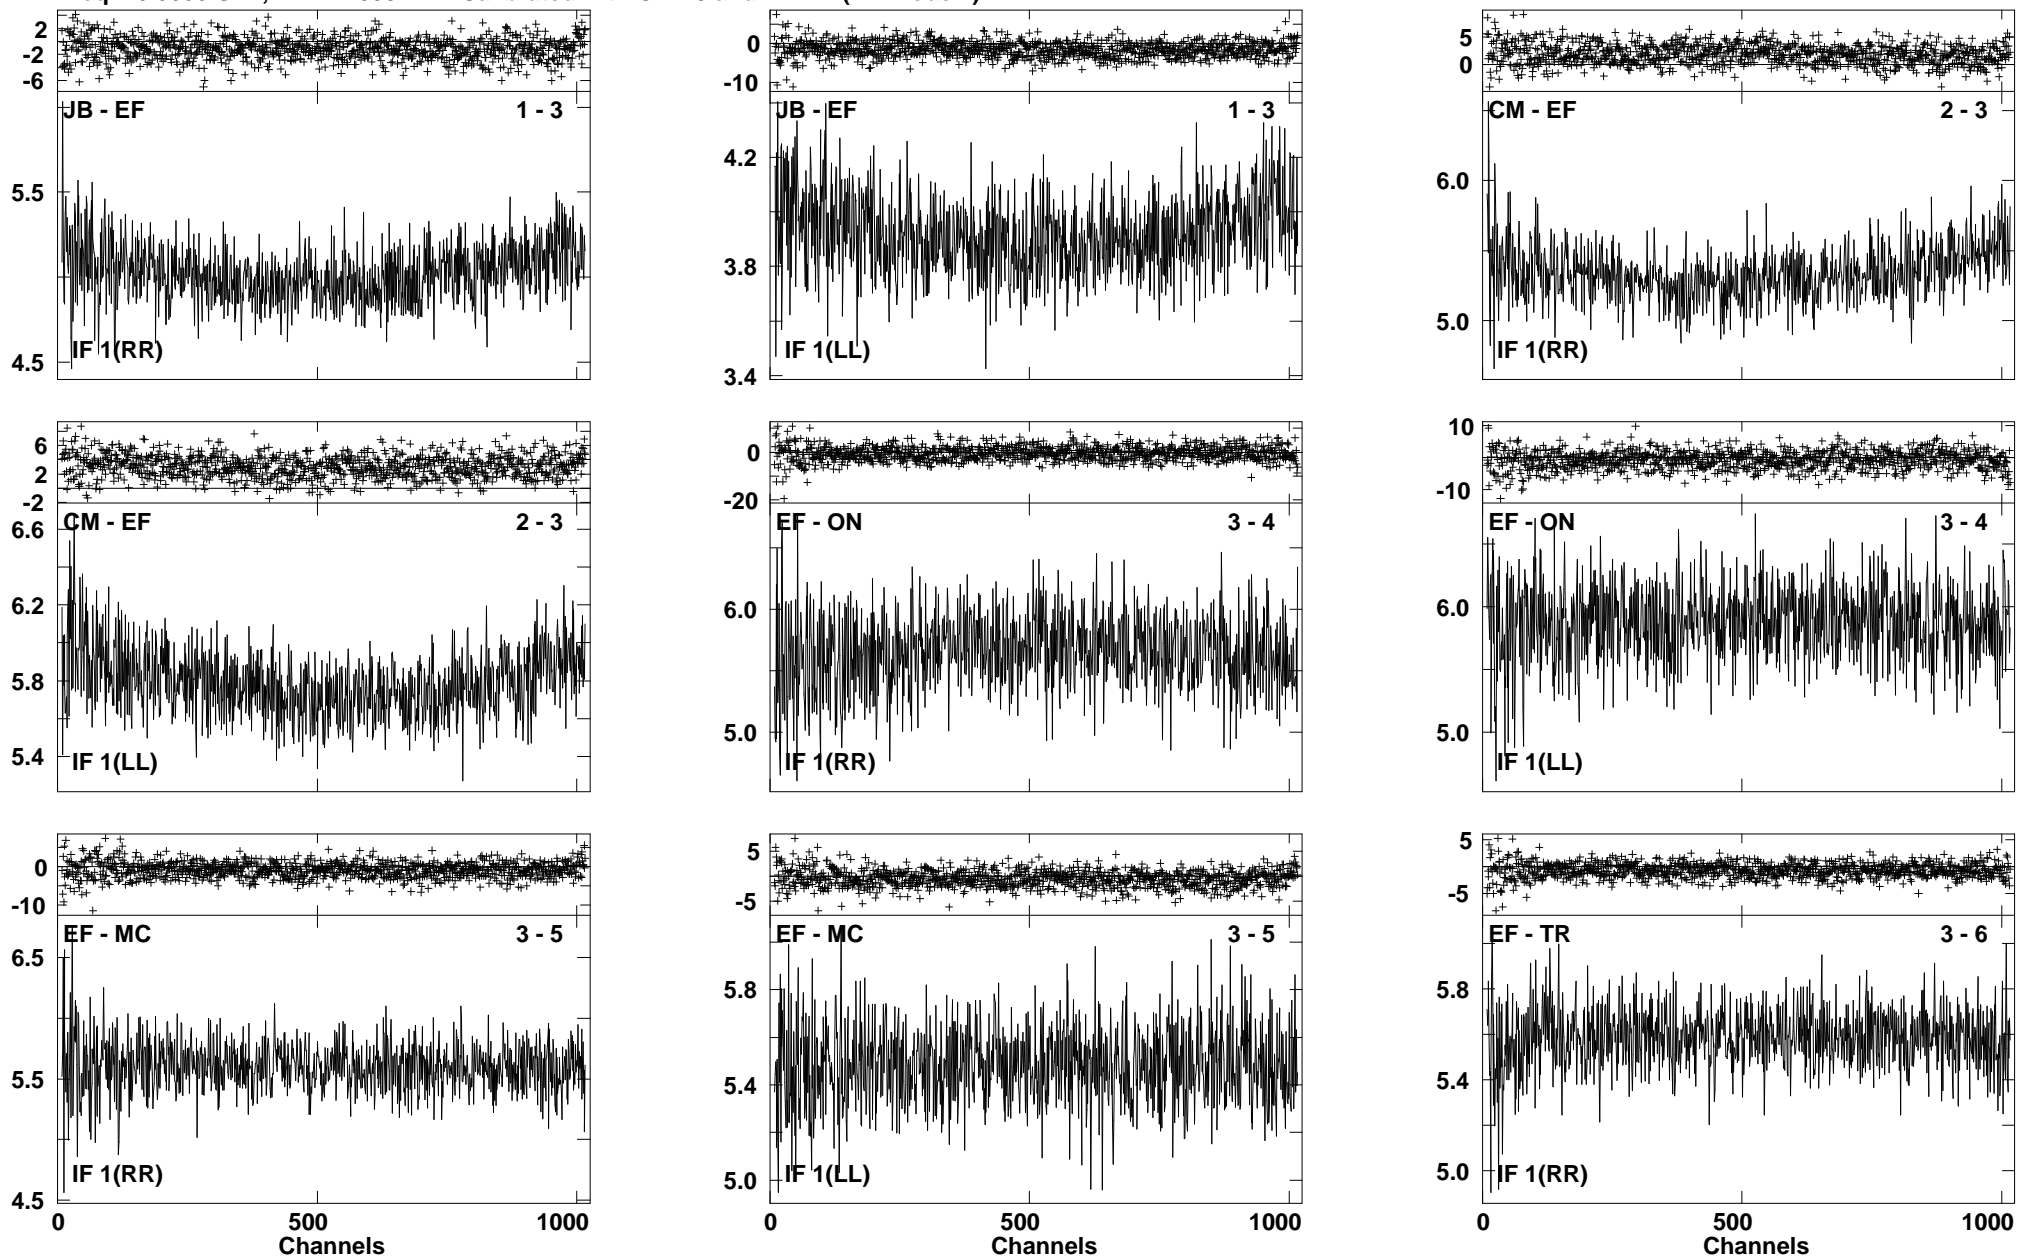 2
-2
-6
JB - EF
1 - 3
5.5
4.5
IF 1(RR)
0
-10
JB - EF
1 - 3
4.2
3.8
3.4
IF 1(LL)
5
0
CM - EF
2 - 3
6.0
5.0
IF 1(RR)
6
2
-2
CM - EF
2 - 3
6.6
6.2
5.8
5.4
IF 1(LL)
0
-20
EF - ON
3 - 4
6.0
5.0
IF 1(RR)
10
-10
EF - ON
3 - 4
6.0
5.0
IF 1(LL)
0
-10
EF - MC
3 - 5
6.5
5.5
4.5
IF 1(RR)
0 500 1000
Channels
5
-5
EF - MC
3 - 5
5.8
5.4
5.0
IF 1(LL)
0 500 1000
Channels
5
-5
EF - TR
3 - 6
5.8
5.4
5.0
IF 1(RR)
0 500 1000
Channels